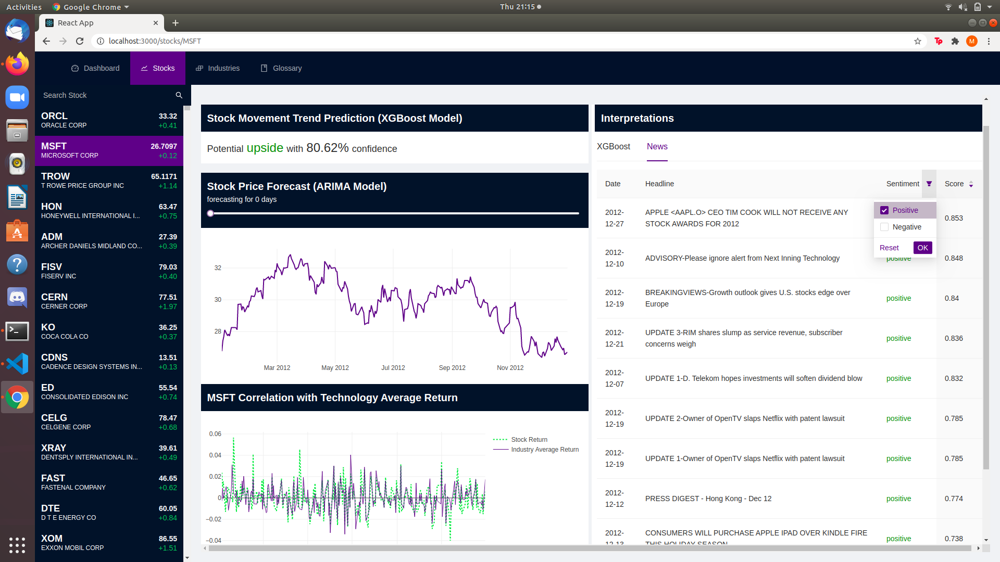 Activities
Google Chrome
Thu 21:15
React App
localhost:3000/stocks/MSFT
Tp
M
Dashboard
Stocks
Industries
Glossary
Search Stock
ORCL 33.32
ORACLE CORP +0.41
MSFT 26.7097
MICROSOFT CORP +0.12
TROW 65.1171
T ROWE PRICE GROUP INC +1.14
HON 63.47
HONEYWELL INTERNATIONAL I... +0.75
ADM 27.39
ARCHER DANIELS MIDLAND CO... +0.39
FISV 79.03
FISERV INC +0.40
CERN 77.51
CERNER CORP +1.97
KO 36.25
COCA COLA CO +0.37
CDNS 13.51
CADENCE DESIGN SYSTEMS IN... +0.13
ED 55.54
CONSOLIDATED EDISON INC +0.74
CELG 78.47
CELGENE CORP +0.68
XRAY 39.61
DENTSPLY INTERNATIONAL IN... +0.49
FAST 46.65
FASTENAL COMPANY +0.62
DTE 60.05
D T E ENERGY CO +0.84
XOM 86.55
EXXON MOBIL CORP +1.51
Stock Movement Trend Prediction (XGBoost Model)
Potential upside with 80.62% confidence
Stock Price Forecast (ARIMA Model)
forecasting for 0 days
32
30
28
Mar 2012 May 2012 Jul 2012 Sep 2012 Nov 2012
MSFT Correlation with Technology Average Return
0.06
0.04
0.02
0
−0.02
−0.04
Stock Return
Industry Average Return
Interpretations
XGBoost News
Date Headline Sentiment Score
Positive
Negative
Reset OK
2012-
12-27
APPLE <AAPL.O> CEO TIM COOK WILL NOT RECEIVE ANY
STOCK AWARDS FOR 2012
0.853
2012-
12-10
ADVISORY-Please ignore alert from Next Inning Technology
positive 0.848
2012-
12-19
BREAKINGVIEWS-Growth outlook gives U.S. stocks edge over
Europe
positive 0.84
2012-
12-21
UPDATE 3-RIM shares slump as service revenue, subscriber
concerns weigh
positive 0.836
2012-
12-07
UPDATE 1-D. Telekom hopes investments will soften dividend blow
positive 0.832
2012-
12-19
UPDATE 2-Owner of OpenTV slaps Netflix with patent lawsuit
positive 0.785
2012-
12-19
UPDATE 1-Owner of OpenTV slaps Netflix with patent lawsuit
positive 0.785
2012-
12-12
PRESS DIGEST - Hong Kong - Dec 12
positive 0.774
2012-
12-13
CONSUMERS WILL PURCHASE APPLE IPAD OVER KINDLE FIRE
THIS HOLIDAY SEASON
positive 0.738